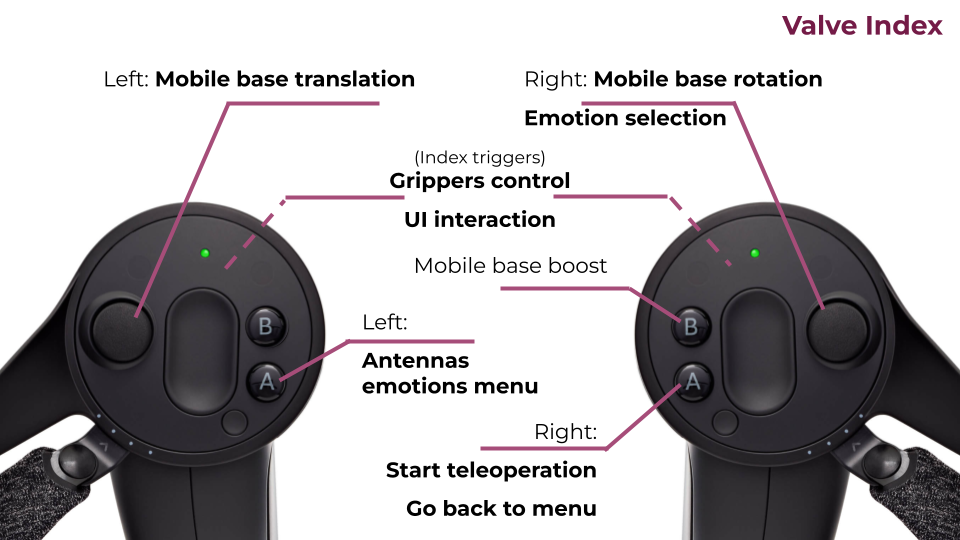 Valve Index
Left: Mobile base translation
Right: Mobile base rotation
Emotion selection
(Index triggers)
Grippers control
UI interaction
Mobile base boost
Left:
Antennas
emotions menu
B
A
B
A
Right:
Start teleoperation
Go back to menu